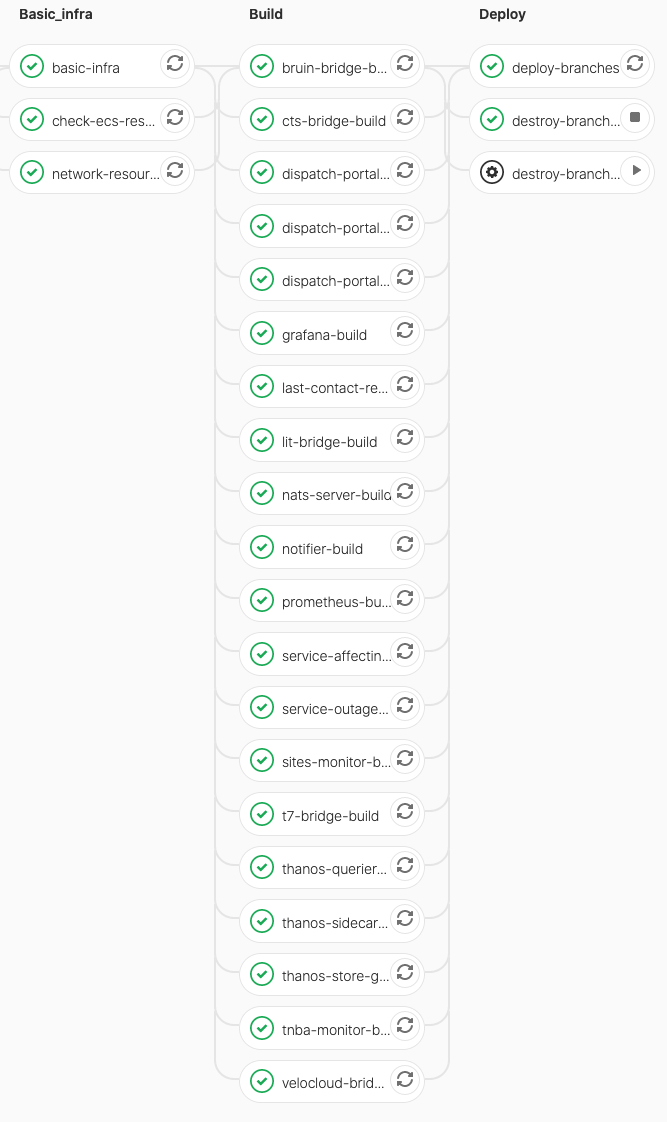 Basic_infra
basic-infra
check-ecs-res...
network-resour...
Build
bruin-bridge-b...
cts-bridge-build
dispatch-portal...
dispatch-portal...
dispatch-portal...
grafana-build
last-contact-re...
lit-bridge-build
nats-server-build
notifier-build
prometheus-bu...
service-affectin...
service-outage...
sites-monitor-b...
t7-bridge-build
thanos-querier...
thanos-sidecar...
thanos-store-g...
tnba-monitor-b...
velocloud-brid...
Deploy
deploy-branches
destroy-branch...
destroy-branch...